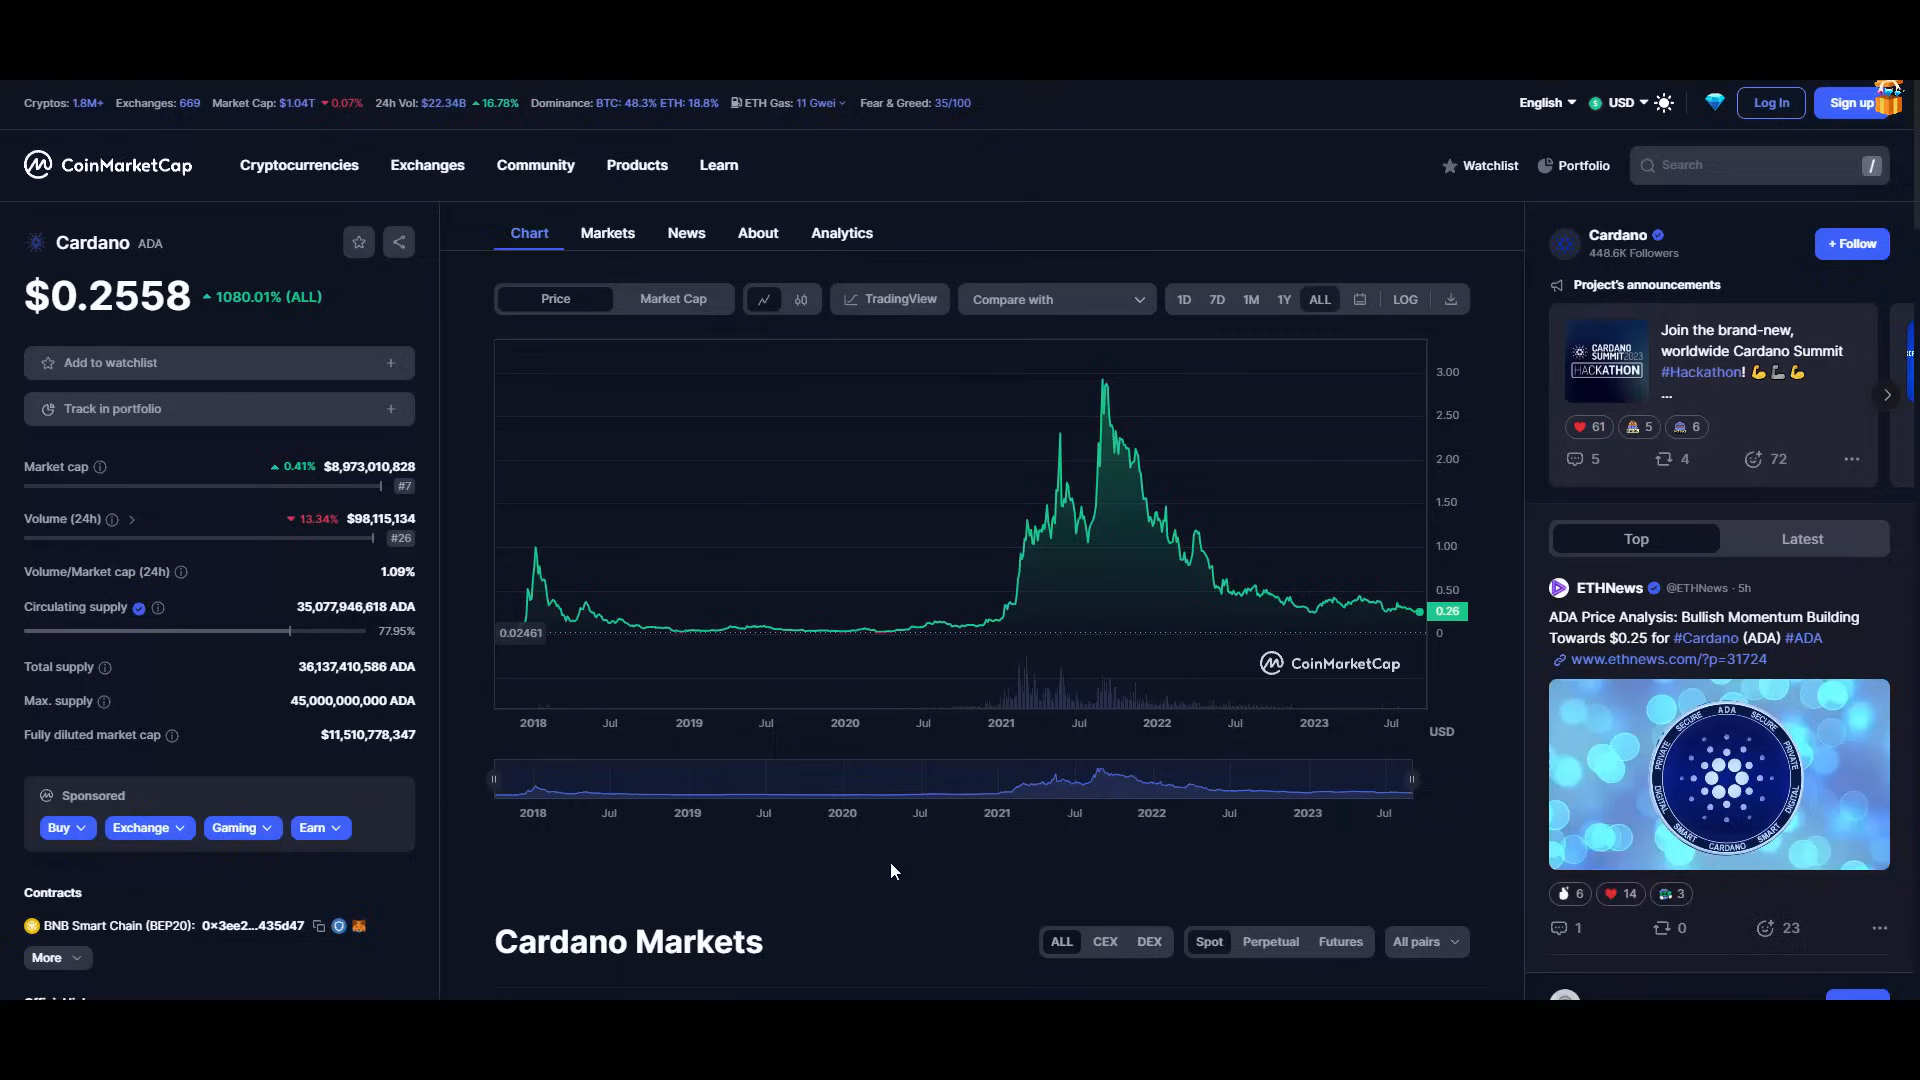 Cryptos: 1.8M+ Exchanges: 669 Market Cap: $1.04T 0.07% 24h Vol: $22.34B 16.78% Dominance: BTC: 48.3% ETH: 18.8% ETH Gas: 11 Gwei Fear & Greed: 35/100
English USD Log In Sign up
CoinMarketCap Cryptocurrencies Exchanges Community Products Learn Watchlist Portfolio Search /
Cardano ADA
$0.2558 1080.01% (ALL)
Add to watchlist +
Track in portfolio +
Market cap 0.41% $8,973,010,828
#7
Volume (24h) 13.34% $98,115,134
#26
Volume/Market cap (24h) 1.09%
Circulating supply 35,077,946,618 ADA
77.95%
Total supply 36,137,410,586 ADA
Max. supply 45,000,000,000 ADA
Fully diluted market cap $11,510,778,347
Sponsored
Buy Exchange Gaming Earn
Contracts
BNB Smart Chain (BEP20): 0x3ee2...435d47
More
Chart Markets News About Analytics
Price Market Cap TradingView Compare with 1D 7D 1M 1Y ALL LOG
3.00
2.50
2.00
1.50
1.00
0.50
0.26
0.02461 0
CoinMarketCap
2018 Jul 2019 Jul 2020 Jul 2021 Jul 2022 Jul 2023 Jul
USD
2018 Jul 2019 Jul 2020 Jul 2021 Jul 2022 Jul 2023 Jul
Cardano Markets ALL CEX DEX Spot Perpetual Futures All pairs
Cardano
448.6K Followers
+ Follow
Project's announcements
CARDANO
SUMMIT2023
HACKATHON
Join the brand-new,
worldwide Cardano Summit
#Hackathon! 💪🦾💪
...
61 5 6
5 4 72
Top Latest
ETHNews @ETHNews · 5h
ADA Price Analysis: Bullish Momentum Building
Towards $0.25 for #Cardano (ADA) #ADA
www.ethnews.com/?p=31724
ADA SECURE PRIVATE DIGITAL SMART CARDANO SMART DIGITAL PRIVATE SECURE
6 14 3
1 0 23